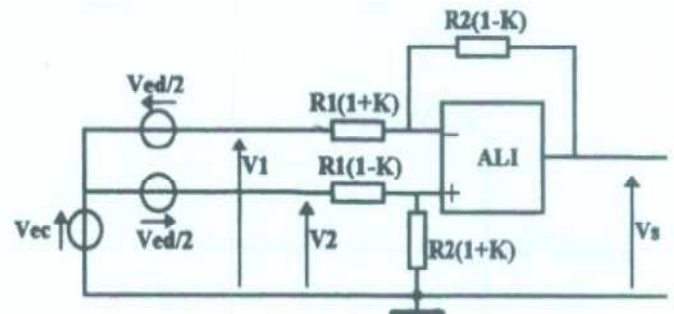 R2(1-K)
Ved/2
R1(1+K)
ALI
V1
R1(1-K)
Vec
Ved/2
V2
R2(1+K)
Vs